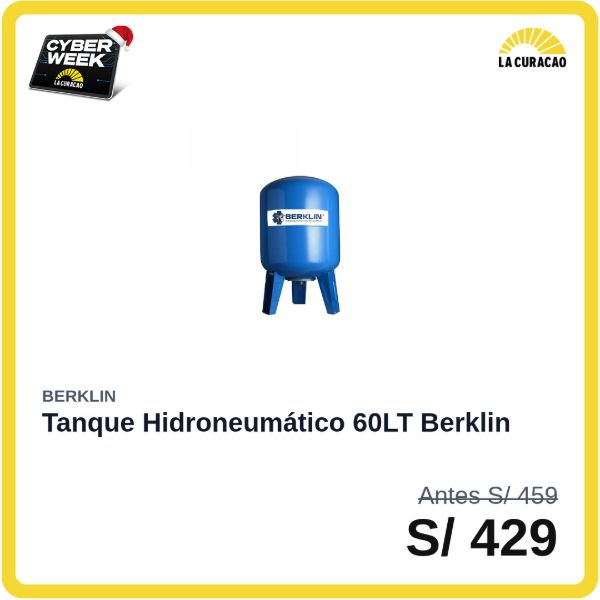 CYBER
WEEK
LA CURACAO
LA CURACAO
BERKLIN
BERKLIN
Tanque Hidroneumático 60LT Berklin
Antes S/ 459
S/ 429